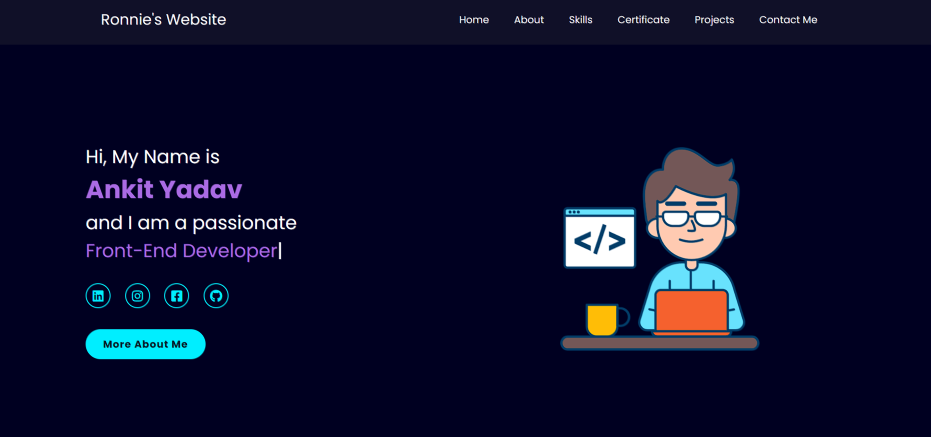 Ronnie's Website
Home About Skills Certificate Projects Contact Me
Hi, My Name is
Ankit Yadav
and I am a passionate
Front-End Developer|
</>
More About Me